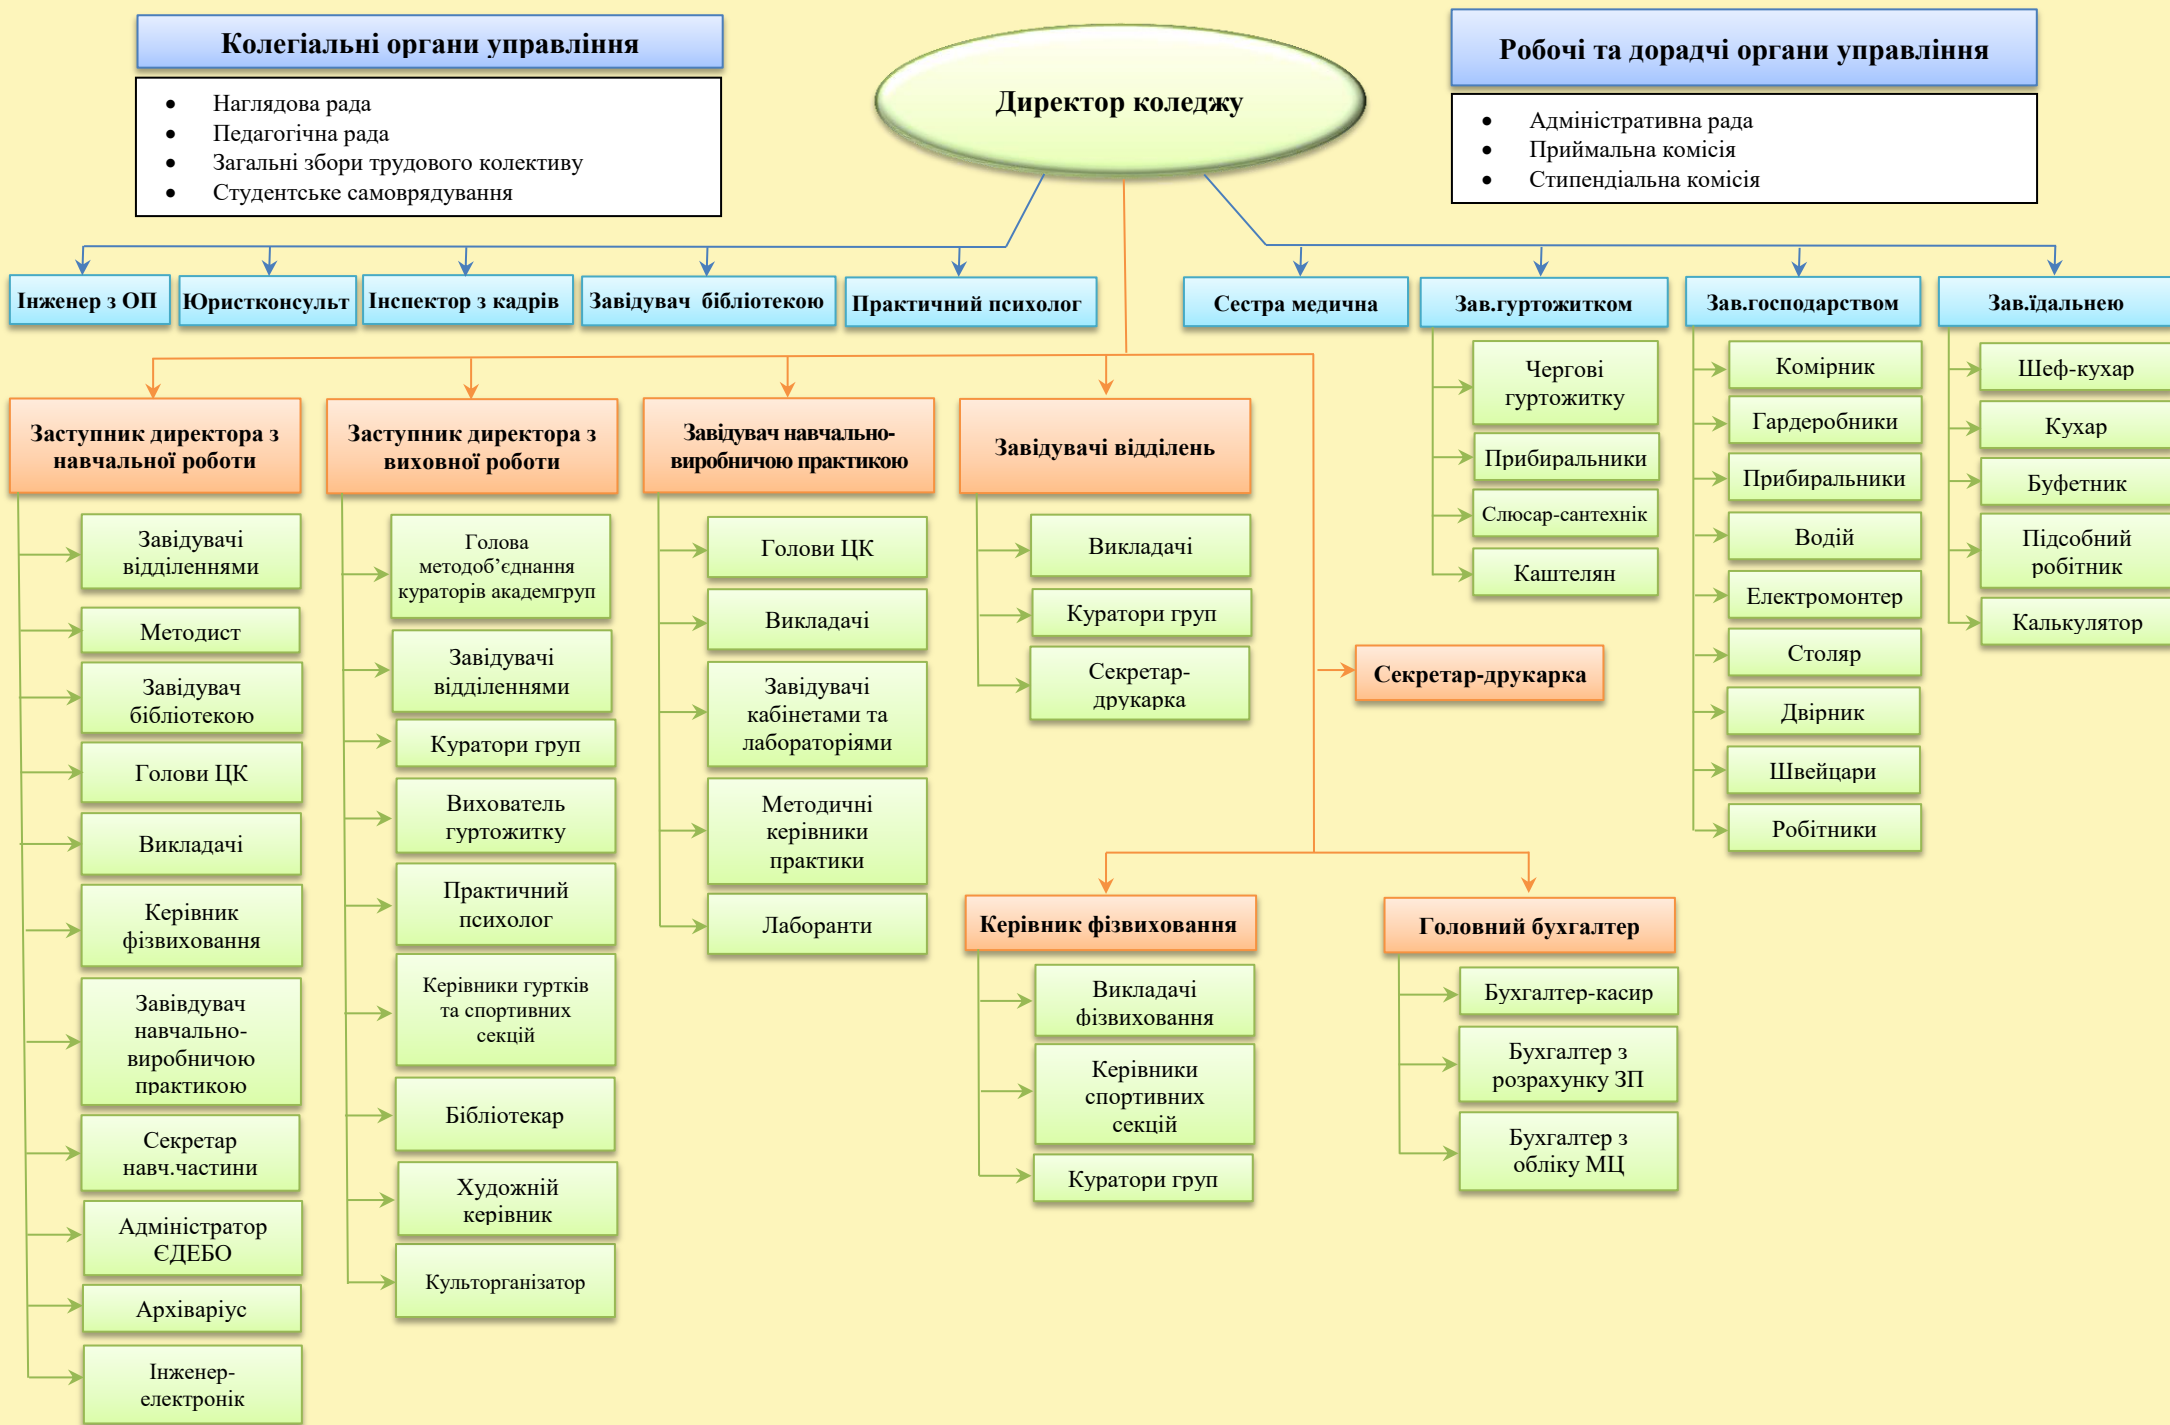 Колегіальні органи управління
• Наглядова рада
• Педагогічна рада
• Загальні збори трудового колективу
• Студентське самоврядування
Директор коледжу
Робочі та дорадчі органи управління
• Адміністративна рада
• Приймальна комісія
• Стипендіальна комісія
Інженер з ОП
Юристконсульт
Інспектор з кадрів
Завідувач бібліотекою
Практичний психолог
Сестра медична
Зав.гуртожитком
Зав.господарством
Зав.їдальнею
Заступник директора з
навчальної роботи
Завідувачі
відділеннями
Методист
Завідувач
бібліотекою
Голови ЦК
Викладачі
Керівник
фізвиховання
Завівдувач
навчально-
виробничою
практикою
Секретар
навч.частини
Адміністратор
ЄДЕБО
Архіваріус
Інженер-
електронік
Заступник директора з
виховної роботи
Голова
методоб’єднання
кураторів академгруп
Завідувачі
відділеннями
Куратори груп
Вихователь
гуртожитку
Практичний
психолог
Керівники гуртків
та спортивних
секцій
Бібліотекар
Художній
керівник
Культорганізатор
Завідувач навчально-
виробничою практикою
Голови ЦК
Викладачі
Завідувачі
кабінетами та
лабораторіями
Методичні
керівники
практики
Лаборанти
Завідувачі відділень
Викладачі
Куратори груп
Секретар-
друкарка
Секретар-друкарка
Керівник фізвиховання
Викладачі
фізвиховання
Керівники
спортивних
секцій
Куратори груп
Головний бухгалтер
Бухгалтер-касир
Бухгалтер з
розрахунку ЗП
Бухгалтер з
обліку МЦ
Чергові
гуртожитку
Прибиральники
Слюсар-сантехнік
Каштелян
Комірник
Гардеробники
Прибиральники
Водій
Електромонтер
Столяр
Двірник
Швейцари
Робітники
Шеф-кухар
Кухар
Буфетник
Підсобний
робітник
Калькулятор